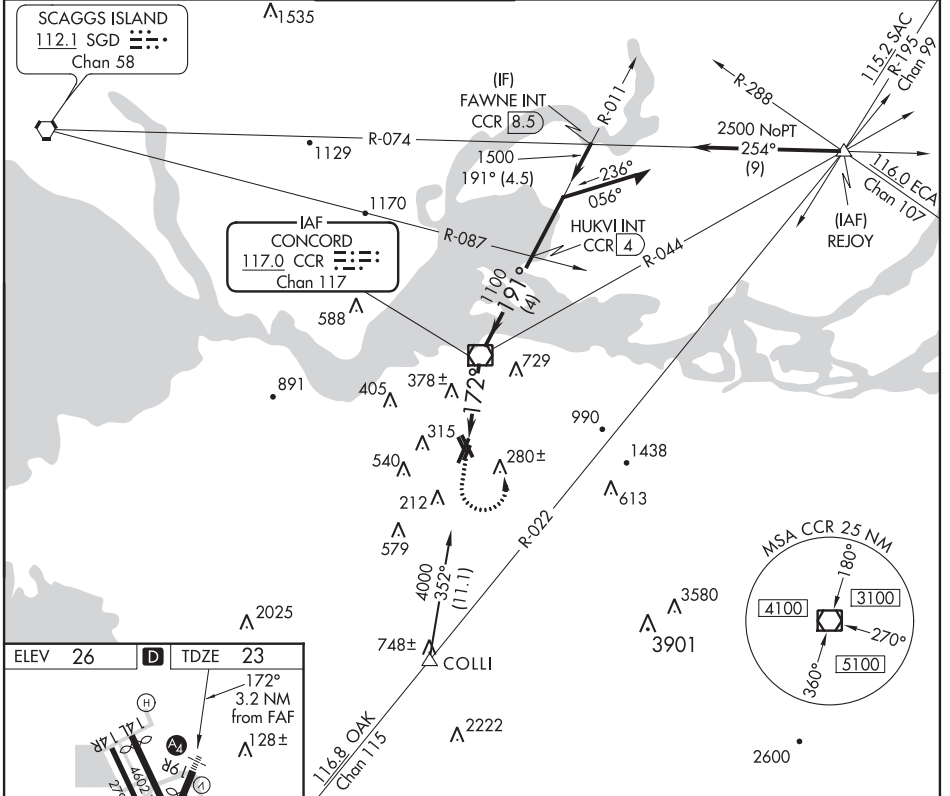 SCAGGS ISLAND
112.1 SGD
Chan 58
1535
115.2 SAC
R-195
Chan 99
(IF)
FAWNE INT
CCR 8.5
R-011
R-288
R-074
1129
1500
191° (4.5)
2500 NoPT
254°
(9)
116.0 ECA
Chan 107
236°
056°
(IAF)
REJOY
1170
IAF
CONCORD
117.0 CCR
Chan 117
R-087
HUKVI INT
CCR 4
R-044
1100
191°
(4)
588
729
378±
405
891
172°
315
990
540
280±
1438
212
613
579
R-022
MSA CCR 25 NM
180°
4100
3100
270°
5100
360°
4000
352°
(11.1)
3580
3901
2025
748±
COLLI
ELEV 26 D TDZE 23
172°
3.2 NM
from FAF
H
14L
14R
A4
19R
128±
V
4602
2222
2600
116.8 OAK
Chan 115